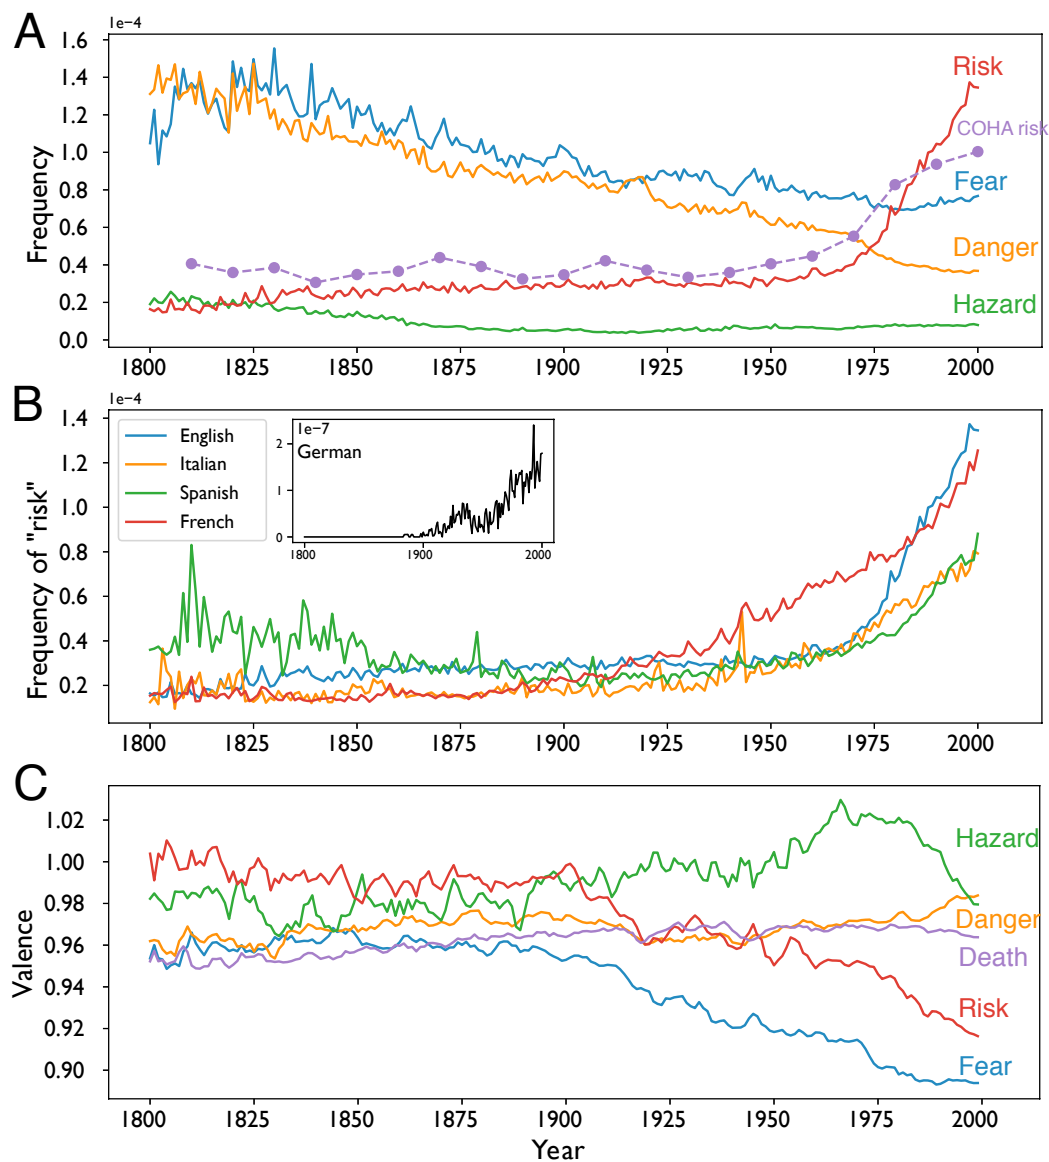 A
1e−4
1.6
1.4
1.2
1.0
0.8
0.6
0.4
0.2
0.0
Frequency
Risk
COHA risk
Fear
Danger
Hazard
1800 1825 1850 1875 1900 1925 1950 1975 2000
B
1e−4
1.4
1.2
1.0
0.8
0.6
0.4
0.2
Frequency of "risk"
English
Italian
Spanish
French
1e−7
German
2
1
0
1800 1900 2000
1800 1825 1850 1875 1900 1925 1950 1975 2000
C
1.02
1.00
0.98
0.96
0.94
0.92
0.90
Valence
Hazard
Danger
Death
Risk
Fear
1800 1825 1850 1875 1900 1925 1950 1975 2000
Year